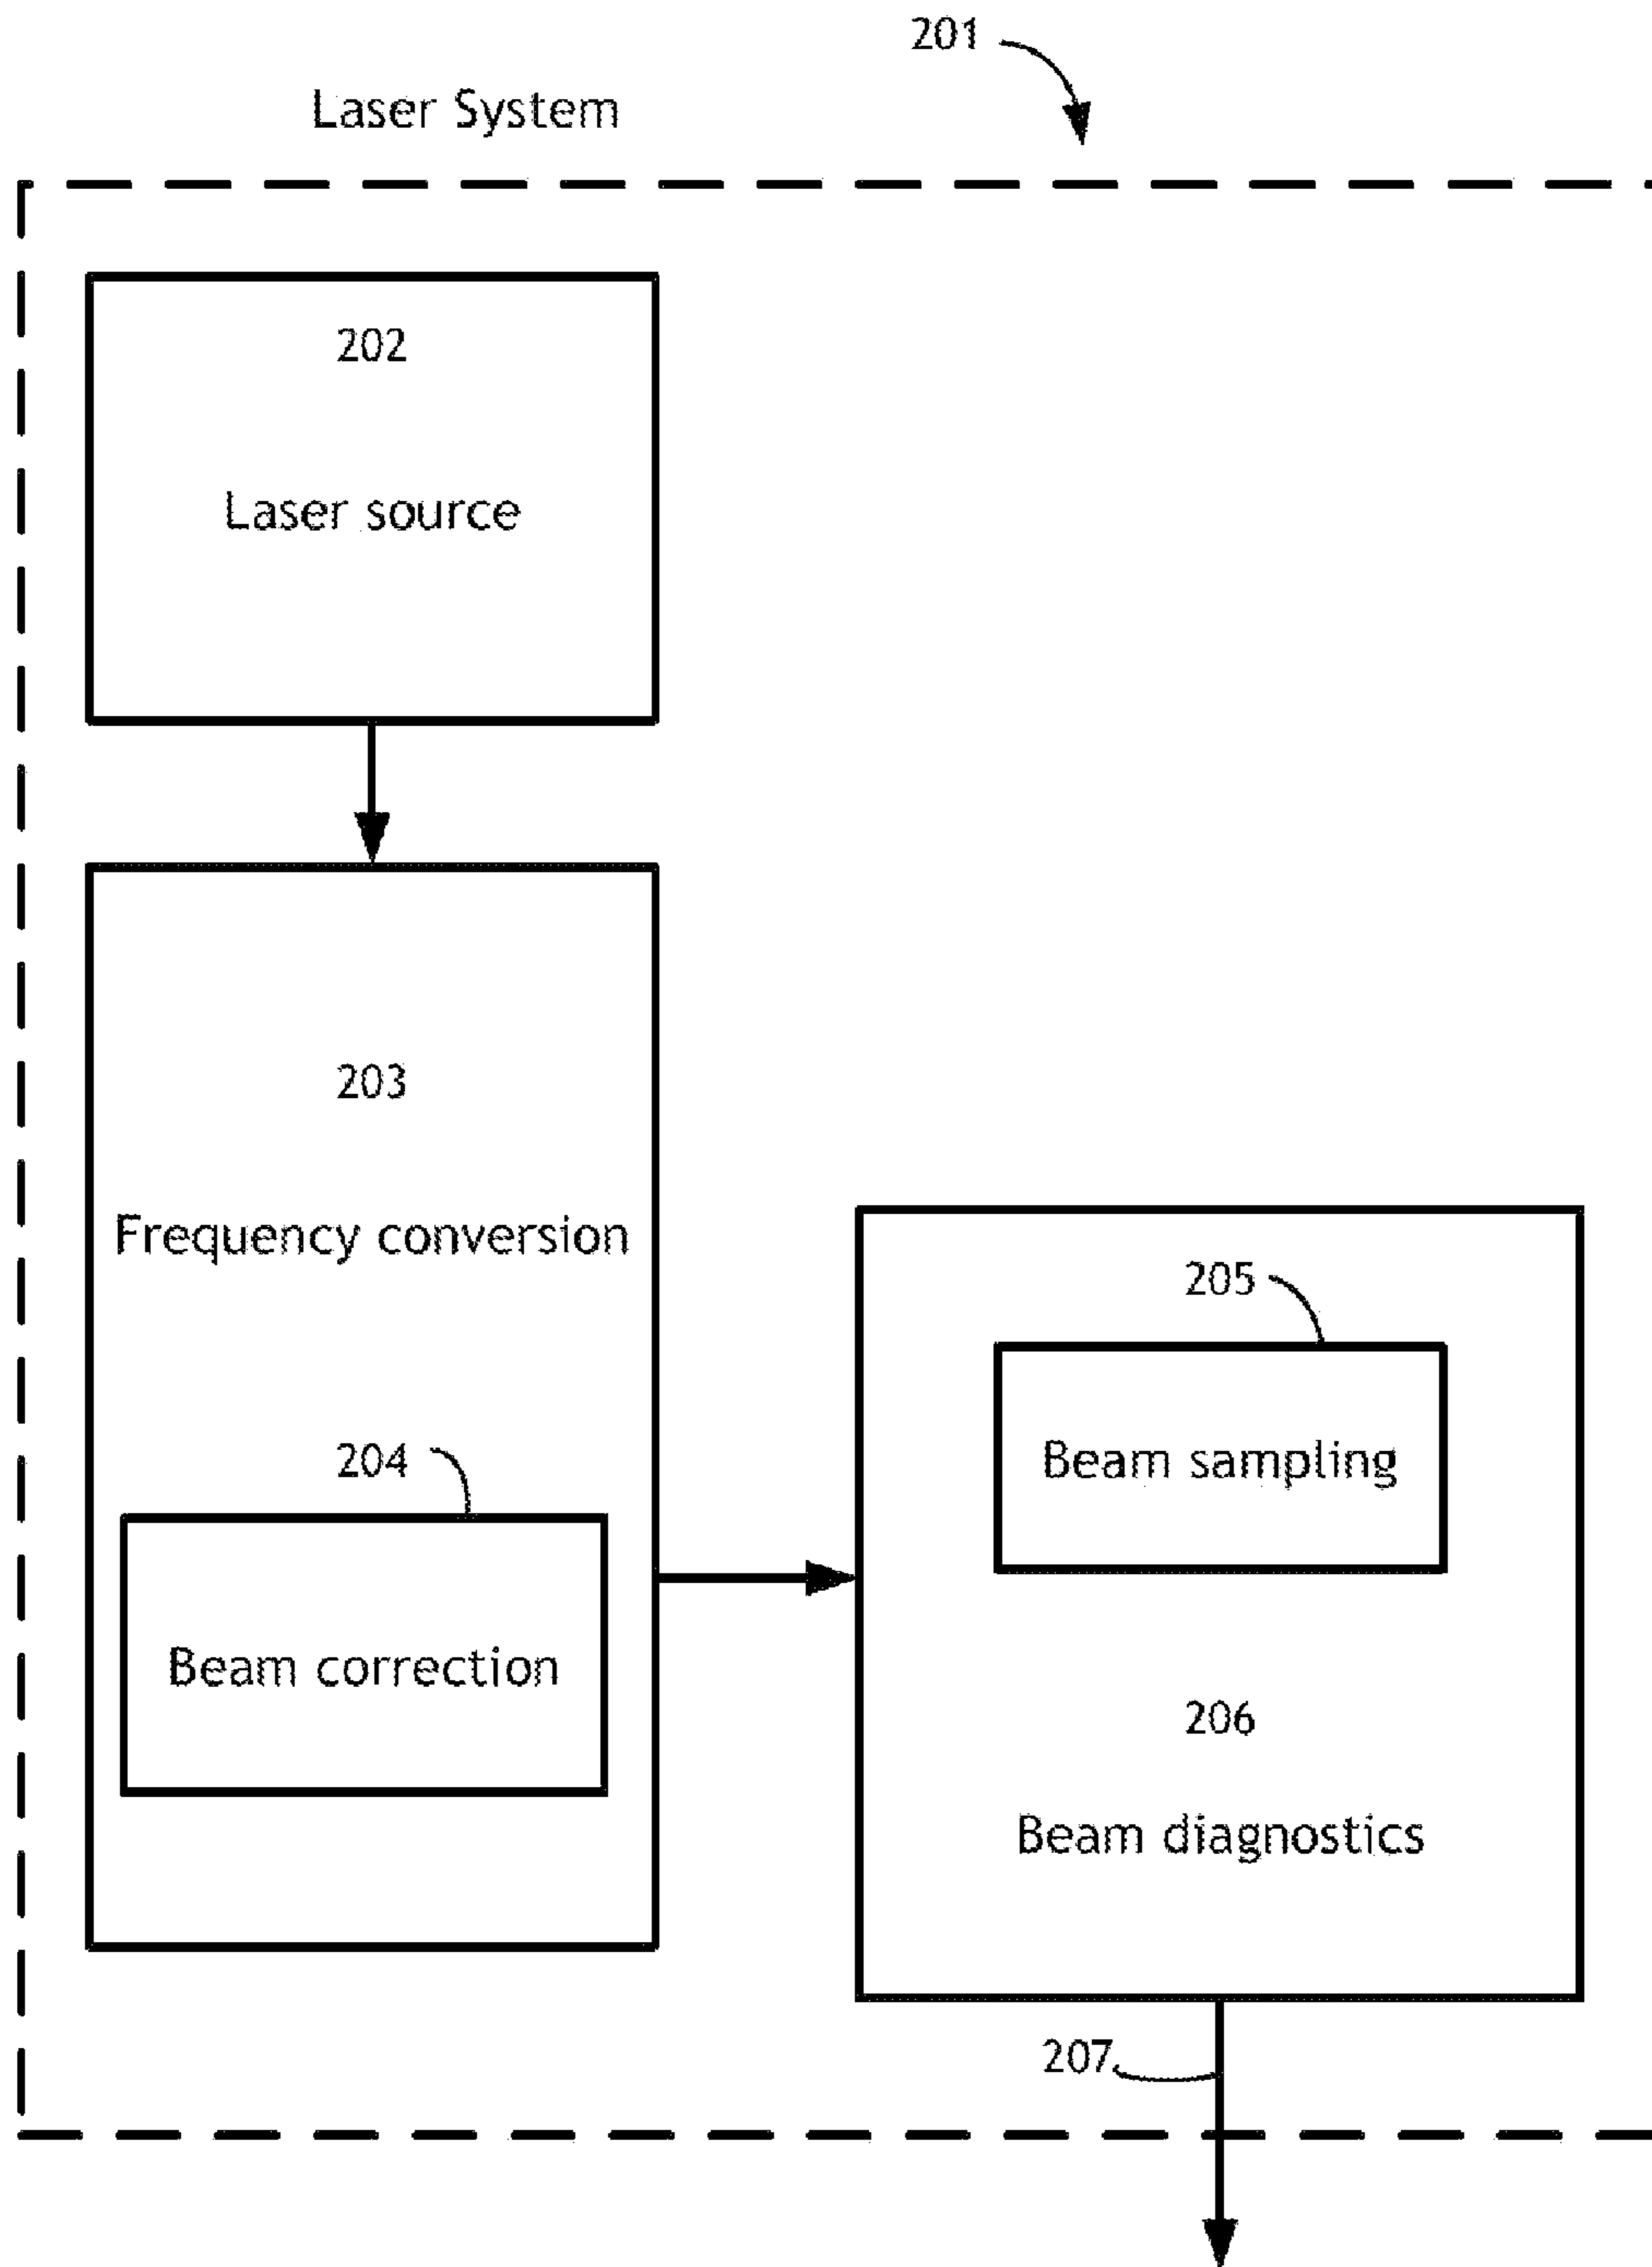 201
Laser System
202
Laser source
203
Frequency conversion
204
Beam correction
205
Beam sampling
206
Beam diagnostics
207